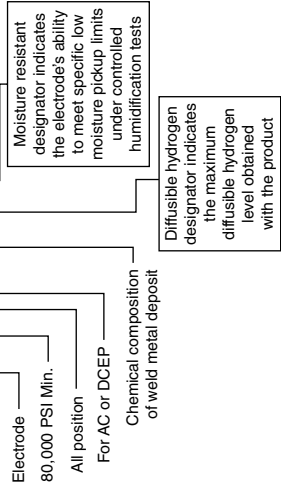 Electrode
80,000 PSI Min.
All position
For AC or DCEP
Chemical composition
of weld metal deposit
Diffusible hydrogen
designator indicates
the maximum
diffusible hydrogen
level obtained
with the product
Moisture resistant
designator indicates
the electrode's ability
to meet specific low
moisture pickup limits
under controlled
humidification tests